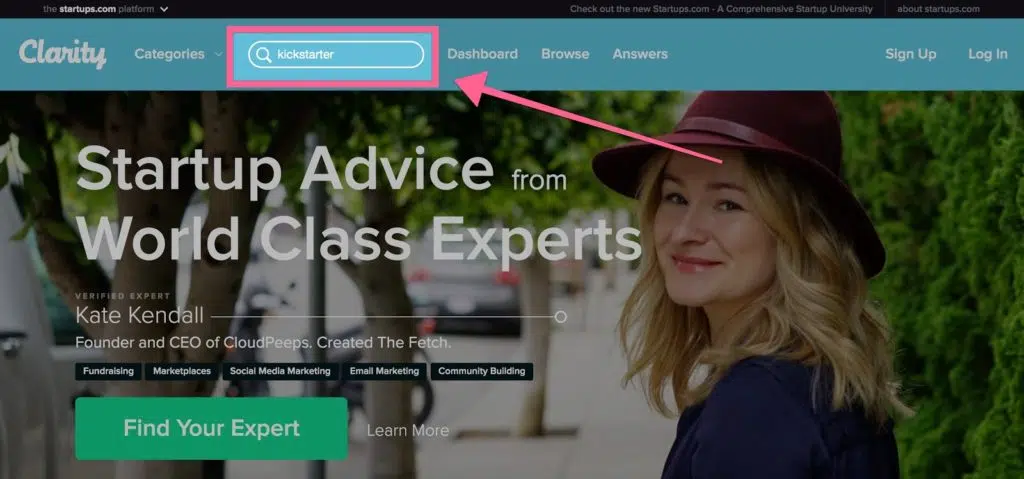 the startups.com platform
Check out the new Startups.com - A Comprehensive Startup University
about startups.com
Clarity
Categories
kickstarter
Dashboard
Browse
Answers
Sign Up
Log In
Startup Advice from
World Class Experts
VERIFIED EXPERT
Kate Kendall
Founder and CEO of CloudPeeps. Created The Fetch.
Fundraising
Marketplaces
Social Media Marketing
Email Marketing
Community Building
Find Your Expert
Learn More